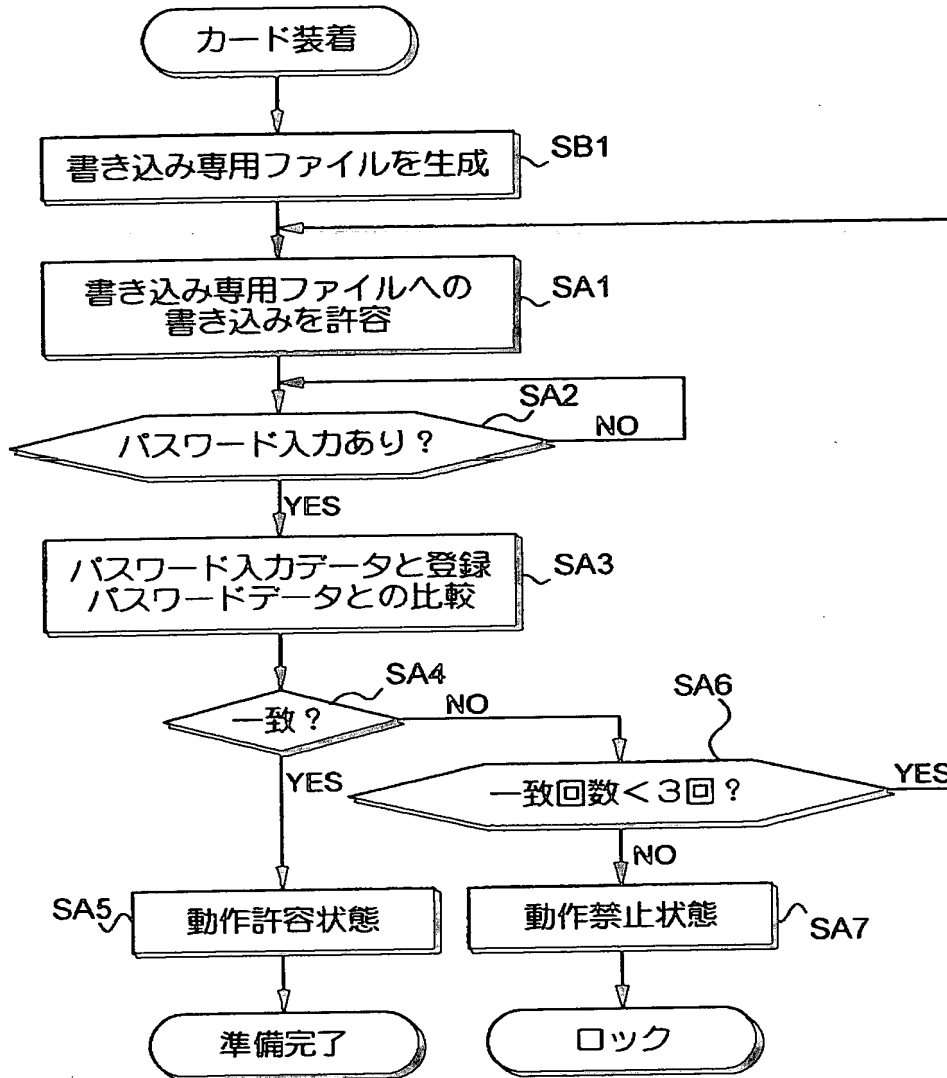 カード装着
書き込み専用ファイルを生成
SB1
書き込み専用ファイルへの
書き込みを許容
SA1
SA2
パスワード入力あり？
NO
YES
パスワード入力データと登録
パスワードデータとの比較
SA3
SA4
一致？
NO
SA6
YES
一致回数＜３回？
YES
NO
SA5
動作許容状態
動作禁止状態
SA7
準備完了
ロック